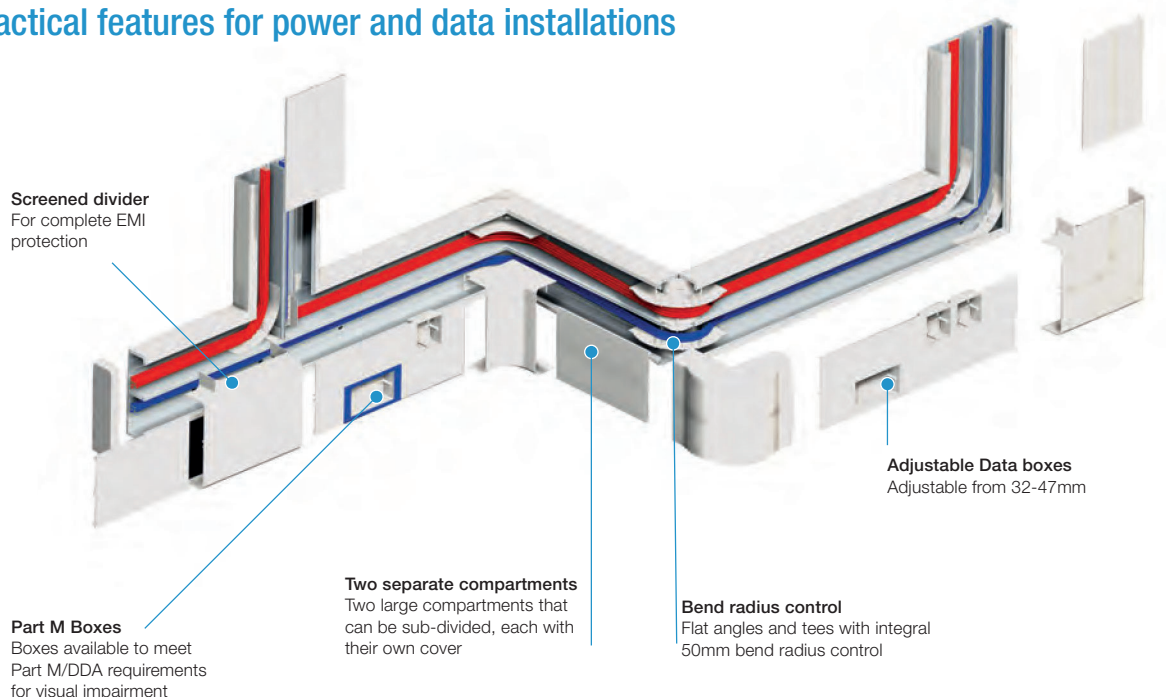 actical features for power and data installations
Screened divider
For complete EMI
protection
Adjustable Data boxes
Adjustable from 32-47mm
Two separate compartments
Two large compartments that
can be sub-divided, each with
their own cover
Bend radius control
Flat angles and tees with integral
50mm bend radius control
Part M Boxes
Boxes available to meet
Part M/DDA requirements
for visual impairment